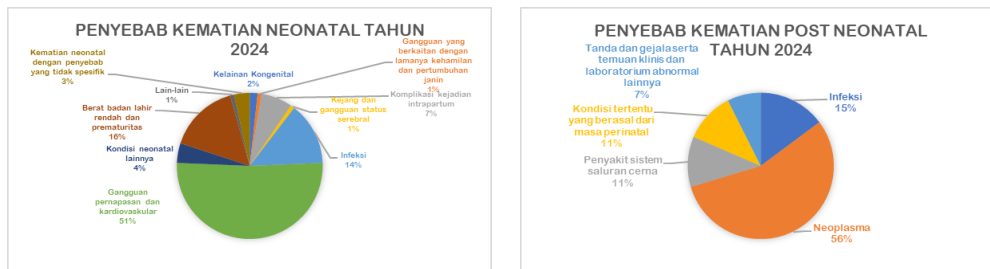 PENYEBAB KEMATIAN NEONATAL TAHUN
2024
Kematian neonatal
dengan penyebab
yang tidak spesifik
3%
Lain-lain
1%
Berat badan lahir
rendah dan
prematuritas
16%
Kondisi neonatal
lainnya
4%
Gangguan
pernapasan dan
kardiovaskular
51%
Kelainan Kongenital
2%
Gangguan yang
berkaitan dengan
lamanya kehamilan
dan pertumbuhan
janin
1%
Komplikasi kejadian
intrapartum
7%
Kejang dan
gangguan status
serebral
1%
Infeksi
14%
PENYEBAB KEMATIAN POST NEONATAL
TAHUN 2024
Tanda dan gejala serta
temuan klinis dan
laboratorium abnormal
lainnya
7%
Kondisi tertentu
yang berasal dari
masa perinatal
11%
Penyakit sistem
saluran cerna
11%
Infeksi
15%
Neoplasma
56%